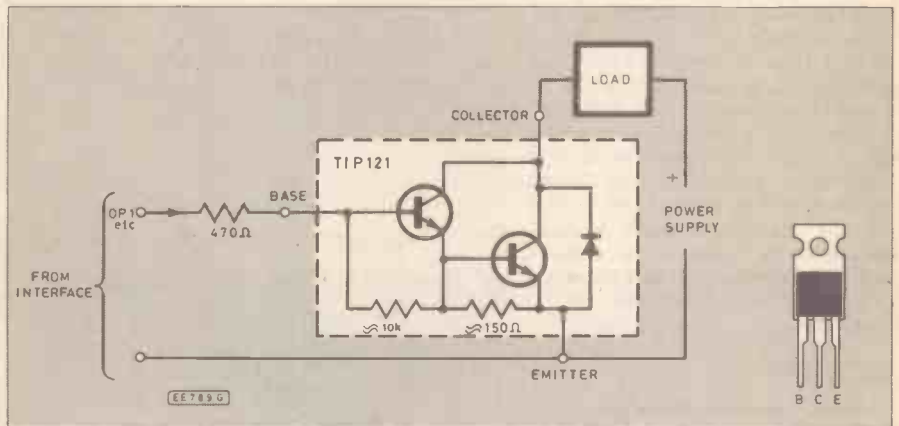 LOAD
COLLECTOR
TIP121
+
OP1
etc
BASE
470Ω
POWER
SUPPLY
FROM
INTERFACE
≈ 10k
≈ 150Ω
EMITTER
EE789G
B C E